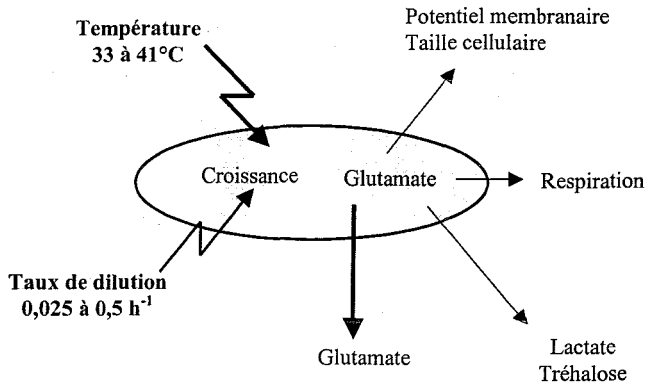 Température
33 à 41°C
Potentiel membranaire
Taille cellulaire
Croissance
Glutamate
Respiration
Taux de dilution
0,025 à 0,5 h⁻¹
Glutamate
Lactate
Tréhalose